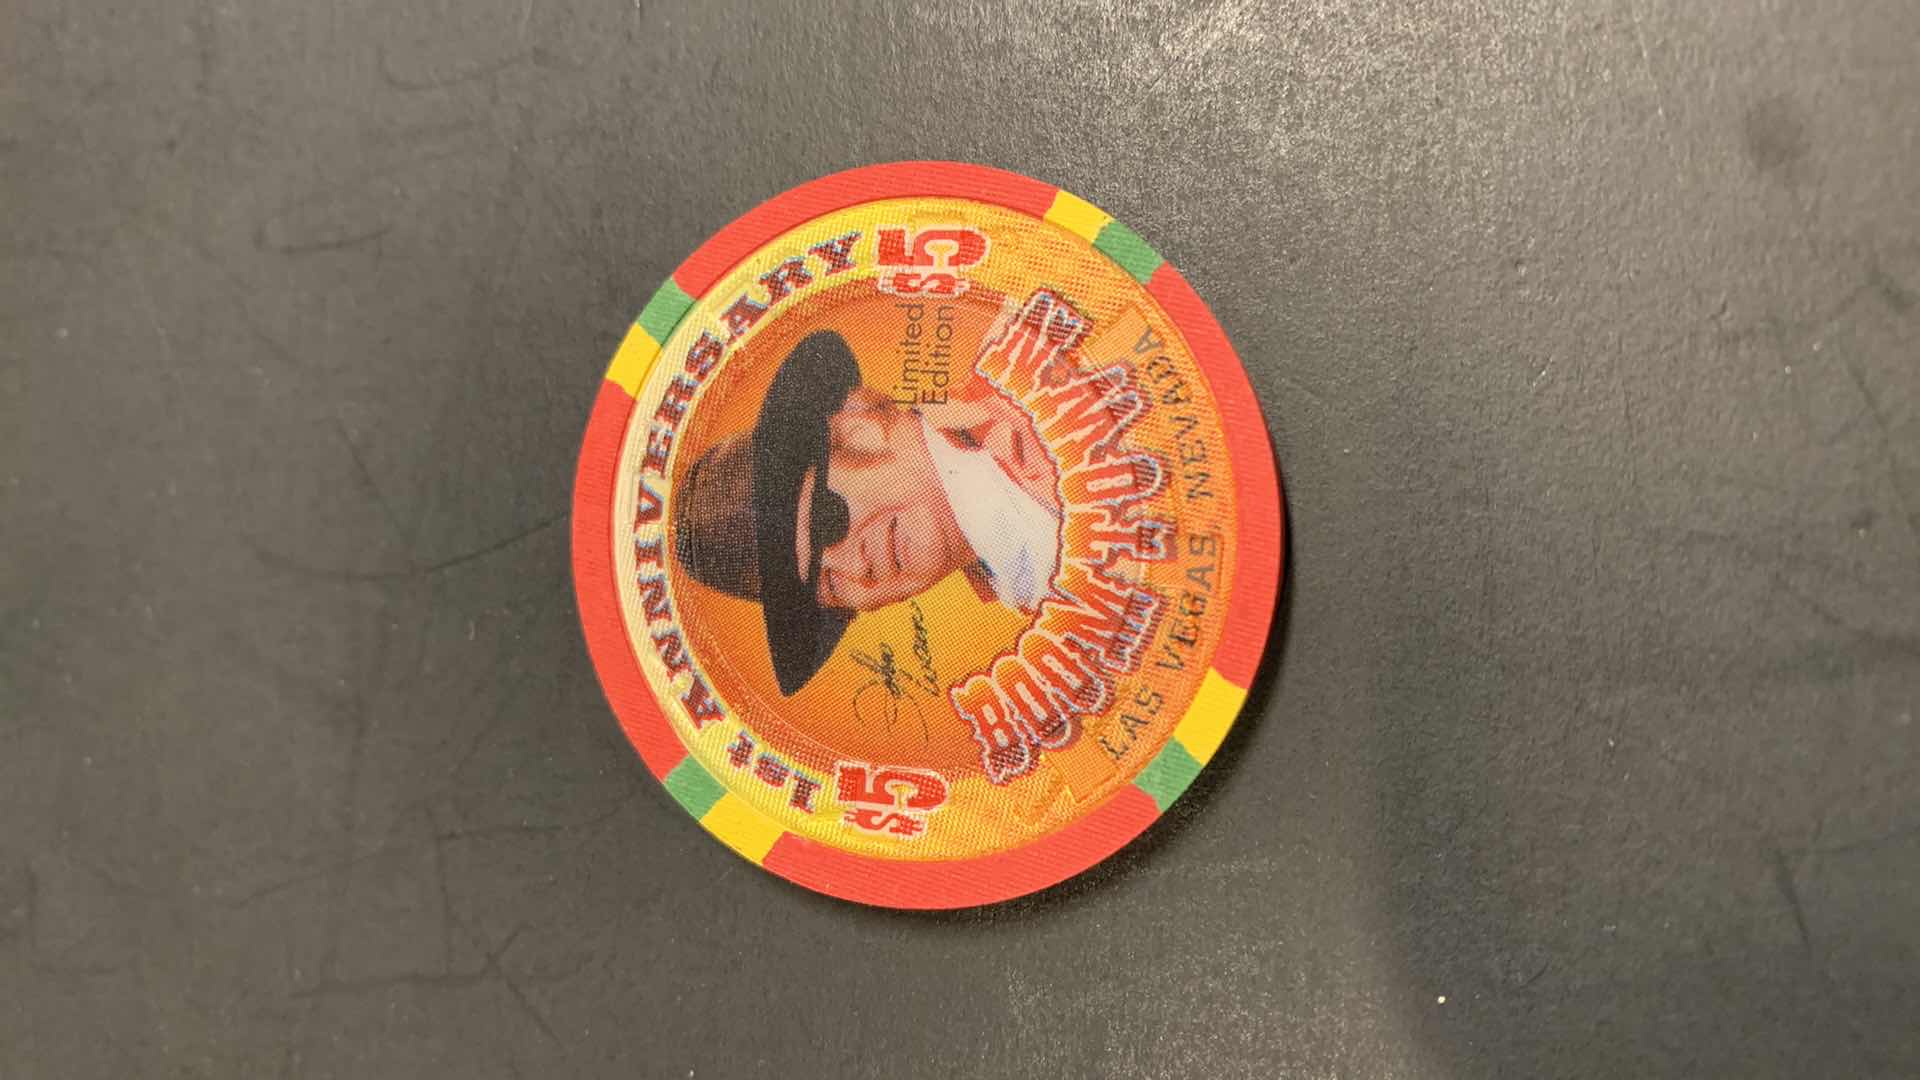 1st ANNIVERSARY
$5
$5
Limited
Edition
BOOMTOWN
LAS VEGAS, NEVADA